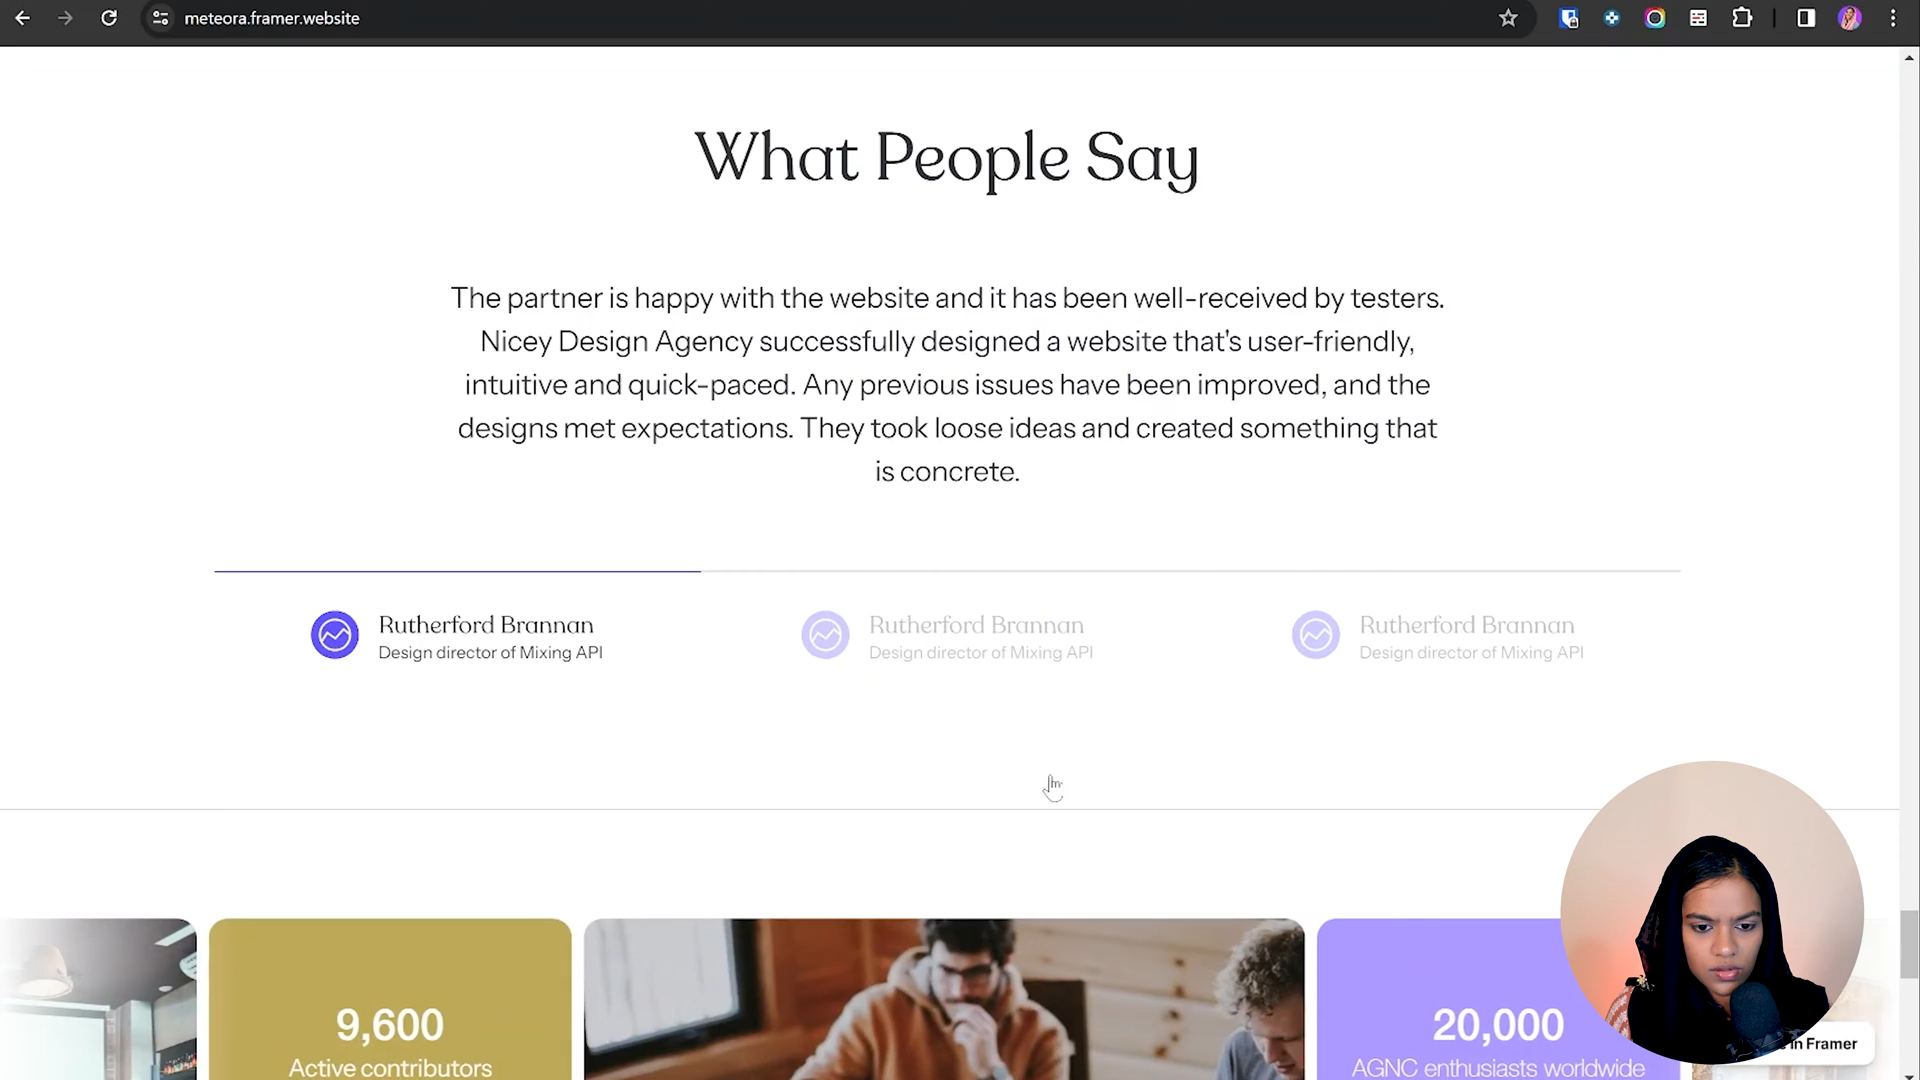 meteora.framer.website
What People Say
The partner is happy with the website and it has been well-received by testers.
Nicey Design Agency successfully designed a website that's user-friendly,
intuitive and quick-paced. Any previous issues have been improved, and the
designs met expectations. They took loose ideas and created something that
is concrete.
Rutherford Brannan
Design director of Mixing API
Rutherford Brannan
Design director of Mixing API
Rutherford Brannan
Design director of Mixing API
9,600
Active contributors
20,000
AGNC enthusiasts worldwide
in Framer